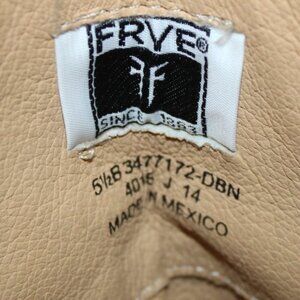 FRYE®
SINCE 1863
5½B 3477172-DBN
4016 J 14
MADE IN MEXICO